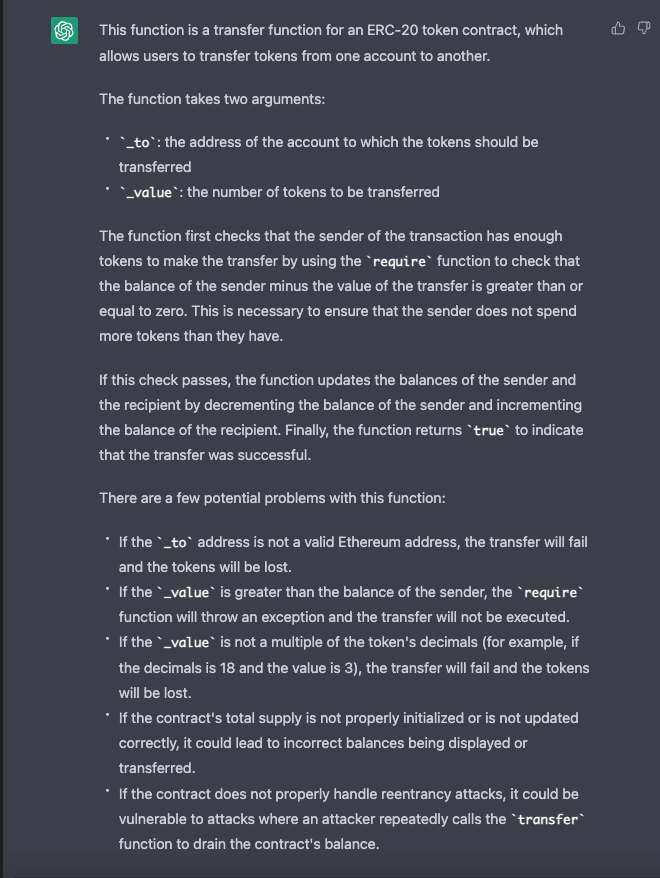 This function is a transfer function for an ERC-20 token contract, which
allows users to transfer tokens from one account to another.
The function takes two arguments:
• `_to`: the address of the account to which the tokens should be
transferred
• `_value`: the number of tokens to be transferred
The function first checks that the sender of the transaction has enough
tokens to make the transfer by using the `require` function to check that
the balance of the sender minus the value of the transfer is greater than or
equal to zero. This is necessary to ensure that the sender does not spend
more tokens than they have.
If this check passes, the function updates the balances of the sender and
the recipient by decrementing the balance of the sender and incrementing
the balance of the recipient. Finally, the function returns `true` to indicate
that the transfer was successful.
There are a few potential problems with this function:
• If the `_to` address is not a valid Ethereum address, the transfer will fail
and the tokens will be lost.
• If the `_value` is greater than the balance of the sender, the `require`
function will throw an exception and the transfer will not be executed.
• If the `_value` is not a multiple of the token's decimals (for example, if
the decimals is 18 and the value is 3), the transfer will fail and the tokens
will be lost.
• If the contract's total supply is not properly initialized or is not updated
correctly, it could lead to incorrect balances being displayed or
transferred.
• If the contract does not properly handle reentrancy attacks, it could be
vulnerable to attacks where an attacker repeatedly calls the `transfer`
function to drain the contract's balance.